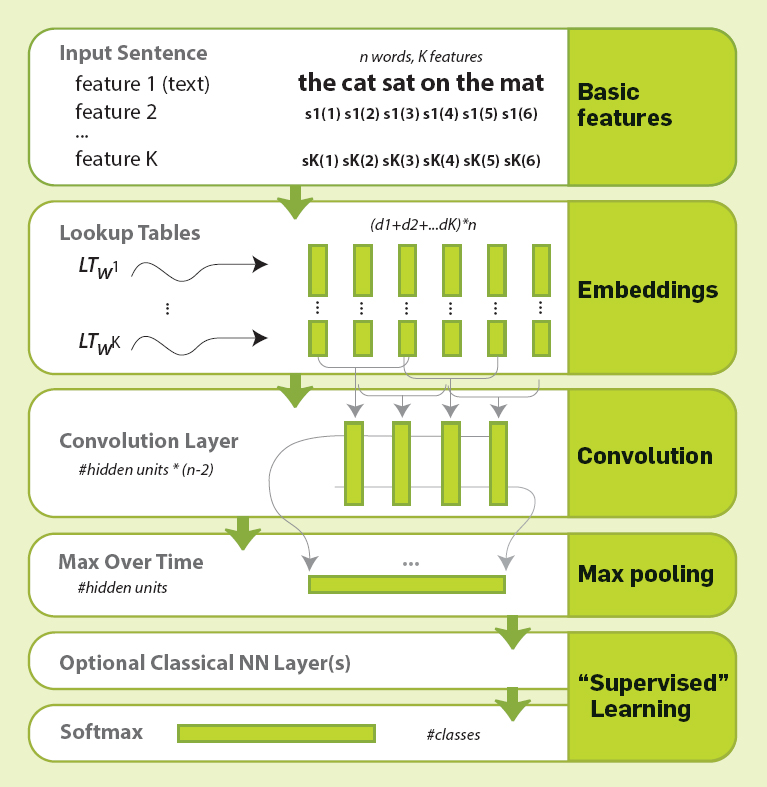 Input Sentence
n words, K features
feature 1 (text)
the cat sat on the mat
feature 2
s1(1) s1(2) s1(3) s1(4) s1(5) s1(6)
...
feature K
sK(1) sK(2) sK(3) sK(4) sK(5) sK(6)
Basic
features
Lookup Tables
(d1+d2+...dK)*n
LTW1
...
LTWK
... ... ... ... ... ...
Embeddings
Convolution Layer
#hidden units * (n-2)
Convolution
Max Over Time
#hidden units
...
Max pooling
Optional Classical NN Layer(s)
“Supervised”
Learning
Softmax
#classes